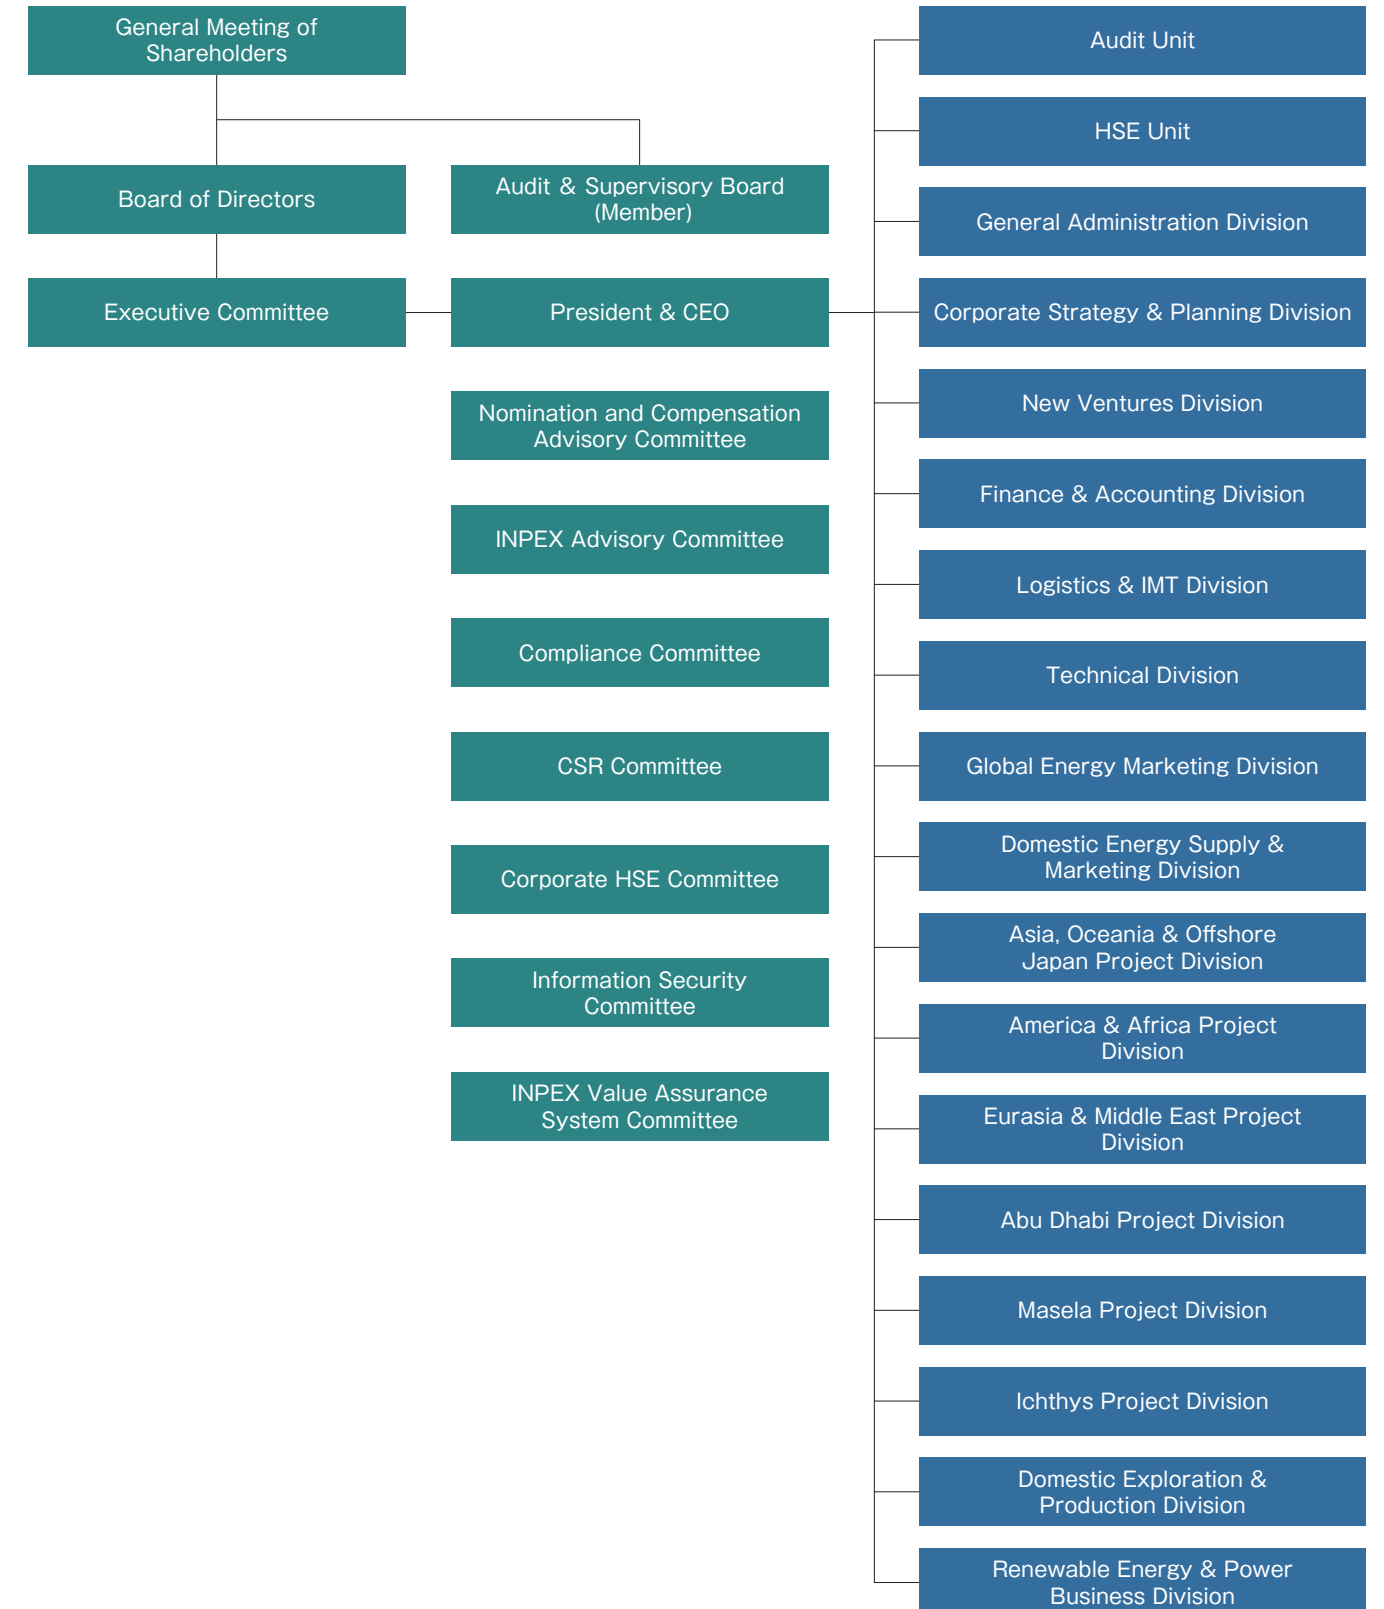 General Meeting of
Shareholders
Board of Directors
Audit & Supervisory Board
(Member)
Executive Committee
President & CEO
Nomination and Compensation
Advisory Committee
INPEX Advisory Committee
Compliance Committee
CSR Committee
Corporate HSE Committee
Information Security
Committee
INPEX Value Assurance
System Committee
Audit Unit
HSE Unit
General Administration Division
Corporate Strategy & Planning Division
New Ventures Division
Finance & Accounting Division
Logistics & IMT Division
Technical Division
Global Energy Marketing Division
Domestic Energy Supply &
Marketing Division
Asia, Oceania & Offshore
Japan Project Division
America & Africa Project
Division
Eurasia & Middle East Project
Division
Abu Dhabi Project Division
Masela Project Division
Ichthys Project Division
Domestic Exploration &
Production Division
Renewable Energy & Power
Business Division